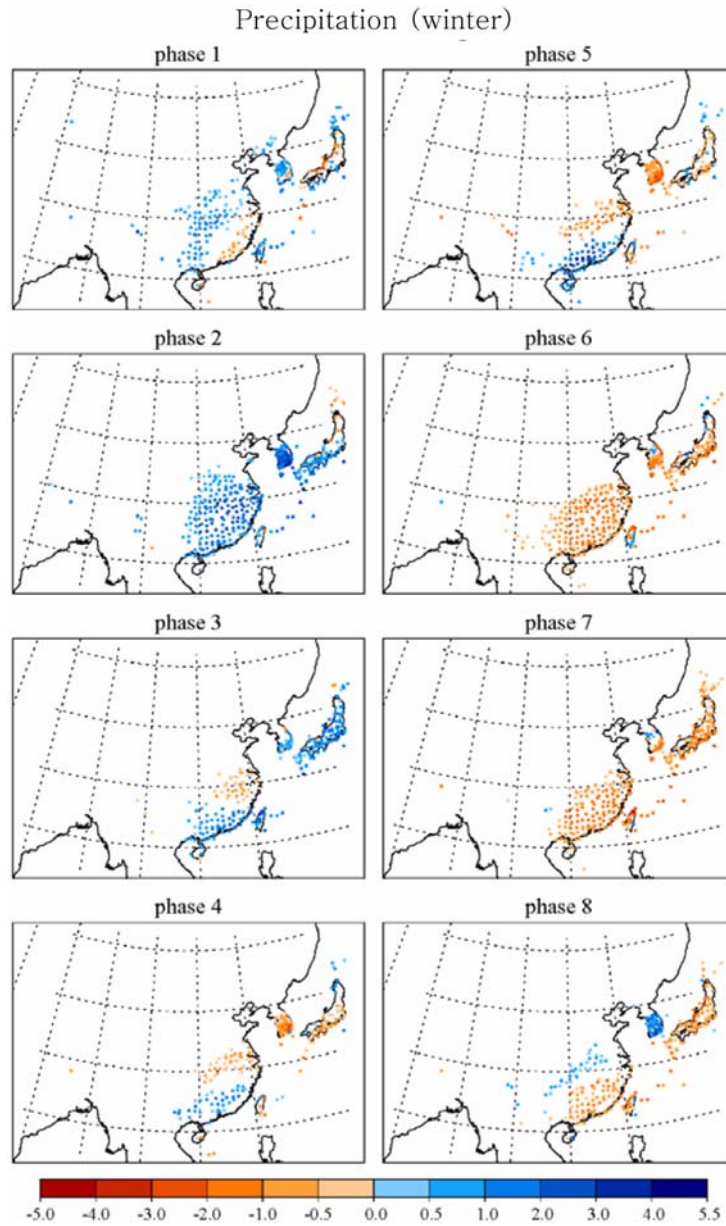 Precipitation (winter)
phase 1
phase 5
phase 2
phase 6
phase 3
phase 7
phase 4
phase 8
-5.0 -4.0 -3.0 -2.0 -1.0 -0.5 0.0 0.5 1.0 2.0 3.0 4.0 5.5